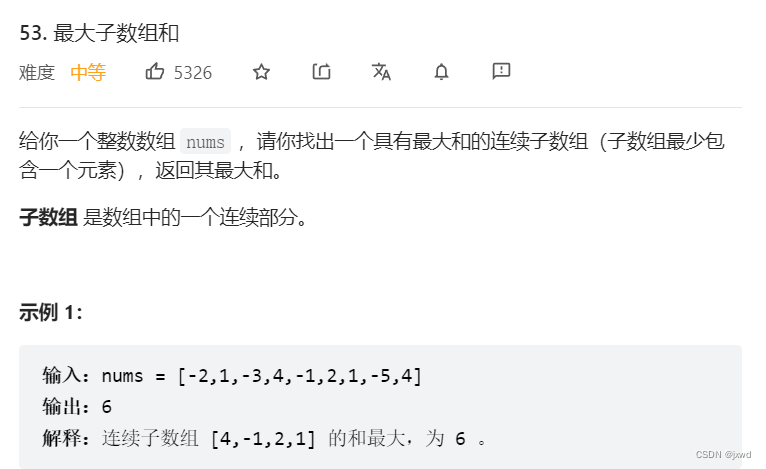 53. 最大子数组和
难度 中等 5326
给你一个整数数组 nums ，请你找出一个具有最大和的连续子数组（子数组最少包
含一个元素），返回其最大和。
子数组 是数组中的一个连续部分。
示例 1：
输入：nums = [-2,1,-3,4,-1,2,1,-5,4]
输出：6
解释：连续子数组 [4,-1,2,1] 的和最大，为 6 。
CSDN @jxwd